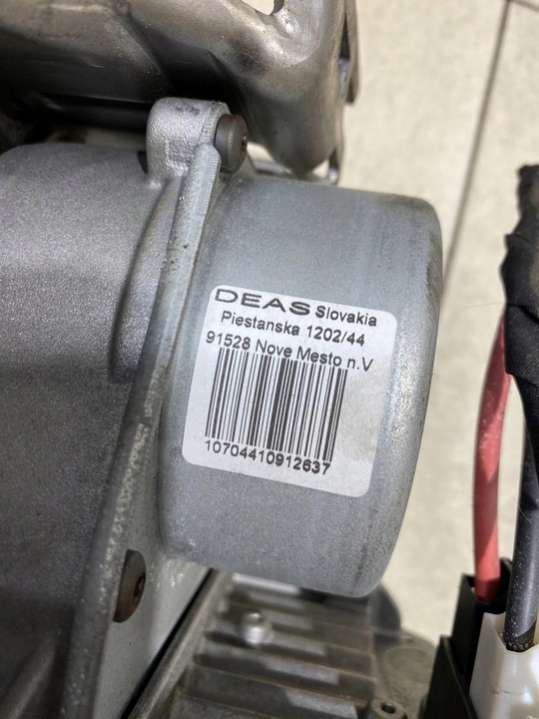 DEAS Slovakia
Piestanska 1202/44
91528 Nove Mesto n.V
10704410912637